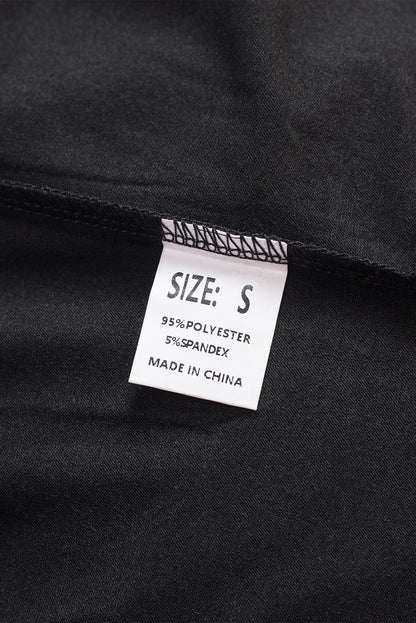 SIZE: S
95%POLYESTER
5%SPANDEX
MADE IN CHINA